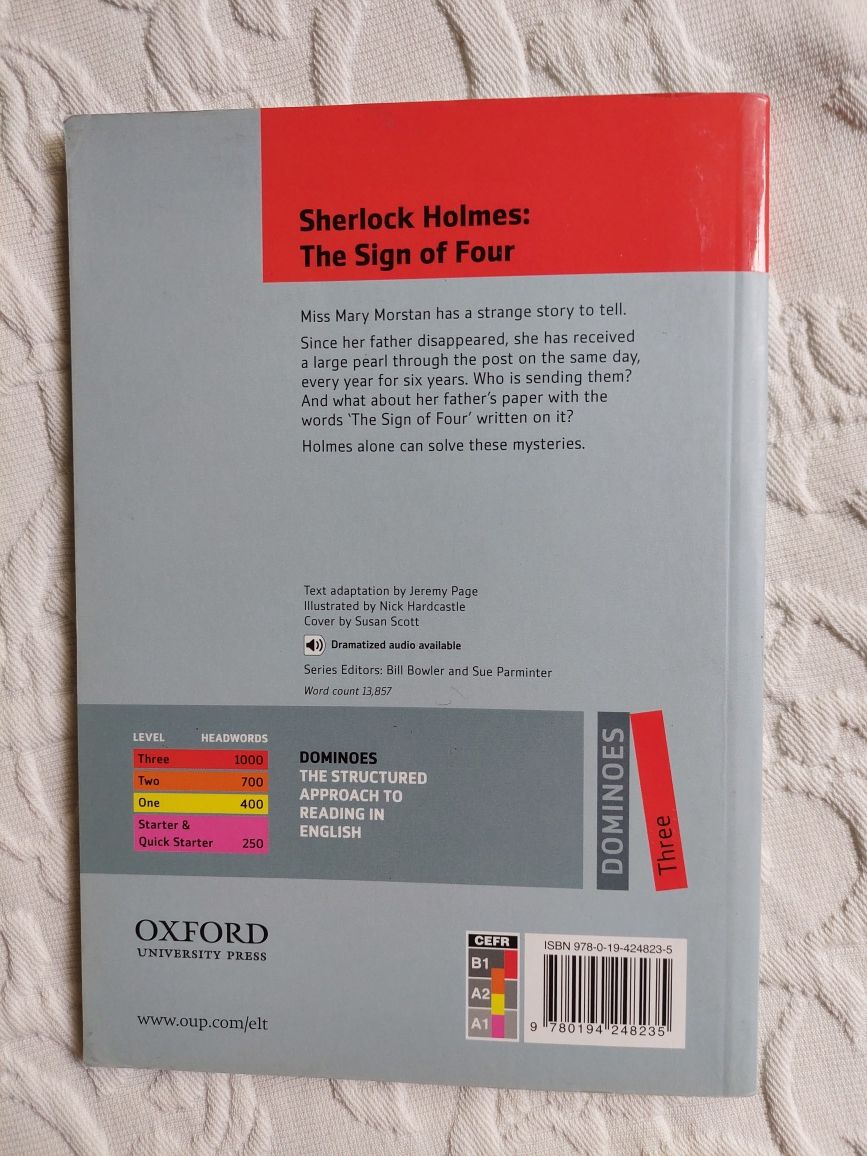 Sherlock Holmes:
The Sign of Four
Miss Mary Morstan has a strange story to tell.
Since her father disappeared, she has received
a large pearl through the post on the same day,
every year for six years. Who is sending them?
And what about her father's paper with the
words ‘The Sign of Four’ written on it?
Holmes alone can solve these mysteries.
Text adaptation by Jeremy Page
Illustrated by Nick Hardcastle
Cover by Susan Scott
Dramatized audio available
Series Editors: Bill Bowler and Sue Parminter
Word count 13,857
LEVEL HEADWORDS
Three 1000
Two 700
One 400
Starter &
Quick Starter 250
DOMINOES
THE STRUCTURED
APPROACH TO
READING IN
ENGLISH
DOMINOES
Three
OXFORD
UNIVERSITY PRESS
www.oup.com/elt
CEFR
B1
A2
A1
ISBN 978-0-19-424823-5
9 780194 248235